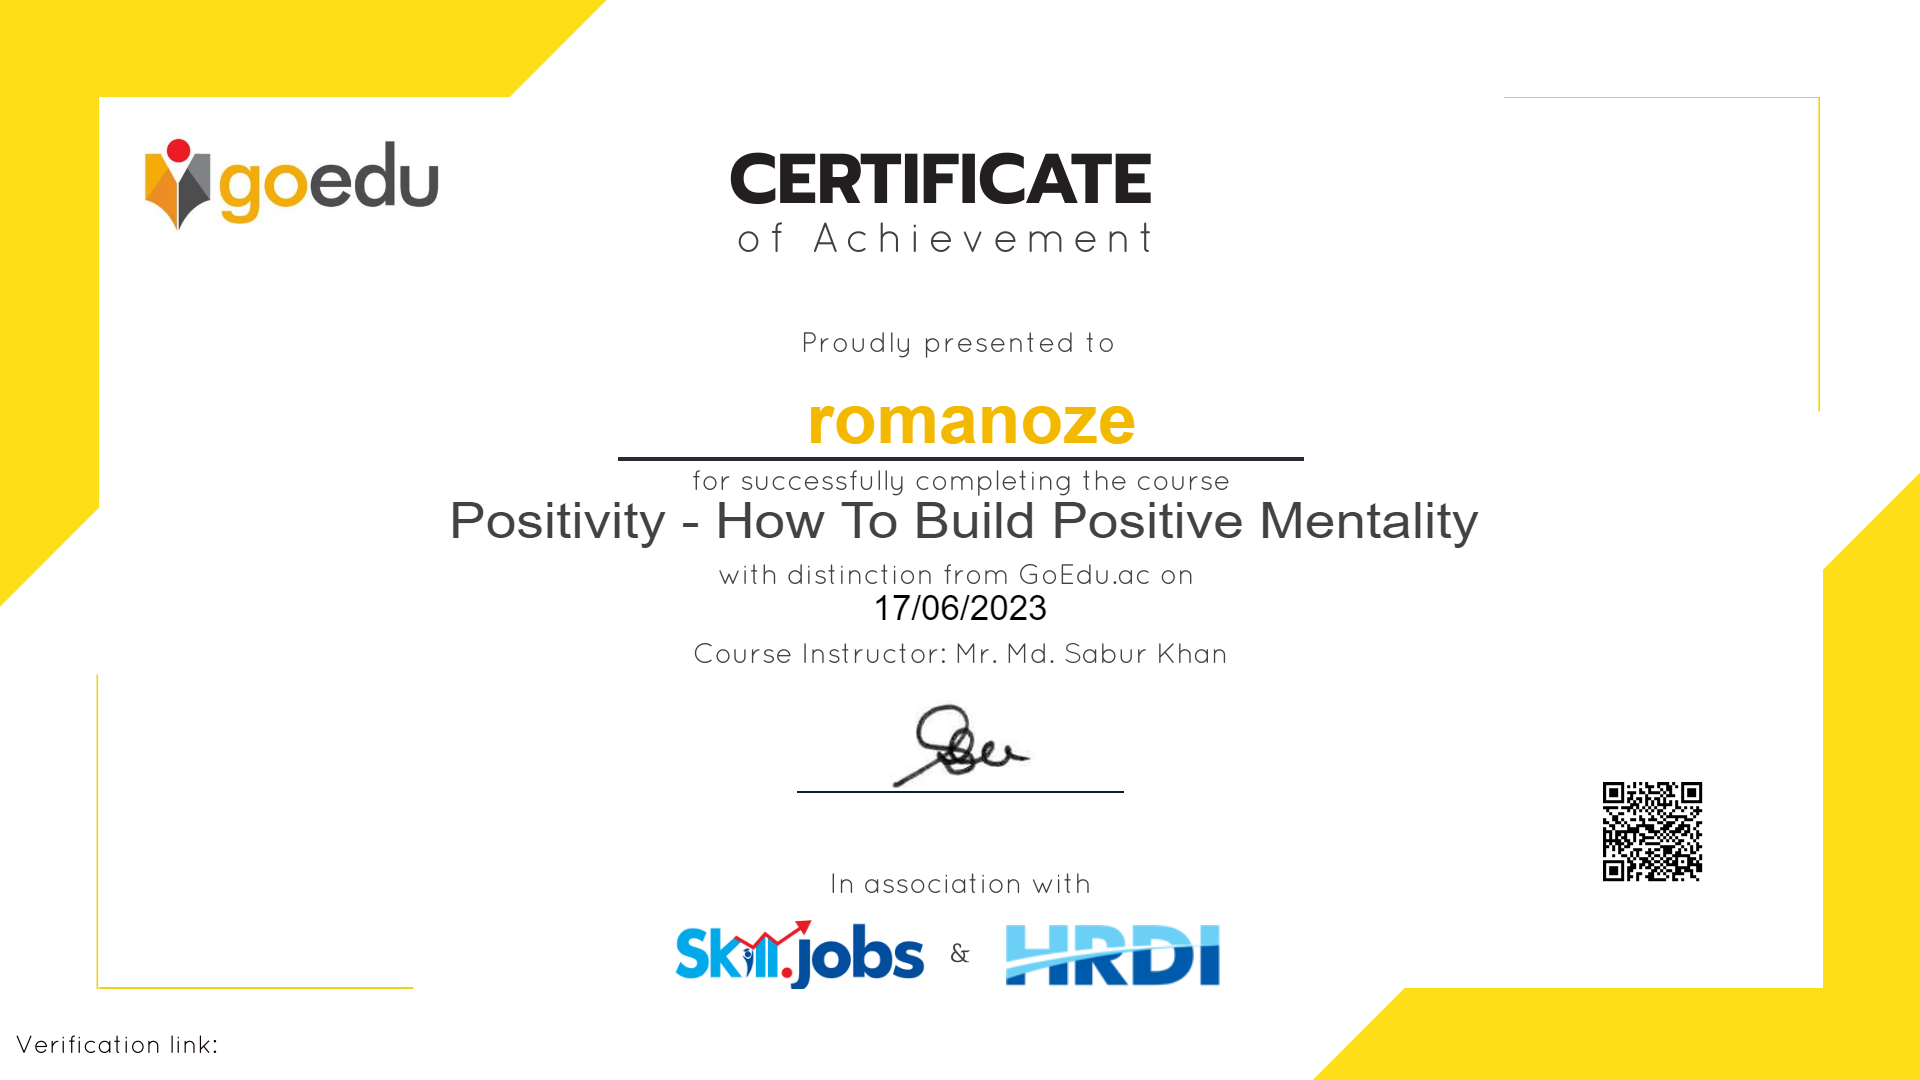 goedu
CERTIFICATE
of Achievement
Proudly presented to
romanoze
for successfully completing the course
Positivity - How To Build Positive Mentality
with distinction from GoEdu.ac on
17/06/2023
Course Instructor: Mr. Md. Sabur Khan
In association with
Skill.jobs & HRDI
Verification link: